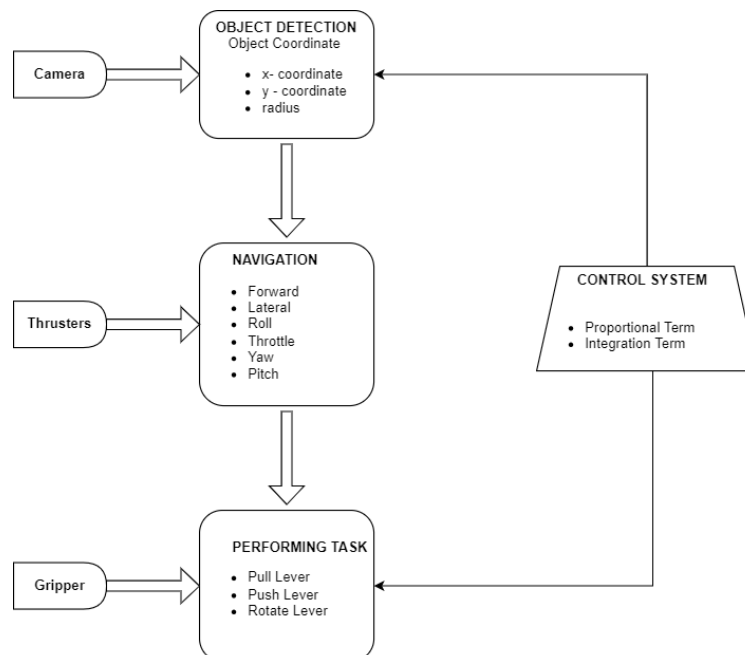 OBJECT DETECTION
Object Coordinate
• x- coordinate
• y - coordinate
• radius
Camera
NAVIGATION
• Forward
• Lateral
• Roll
• Throttle
• Yaw
• Pitch
Thrusters
CONTROL SYSTEM
• Proportional Term
• Integration Term
PERFORMING TASK
• Pull Lever
• Push Lever
• Rotate Lever
Gripper